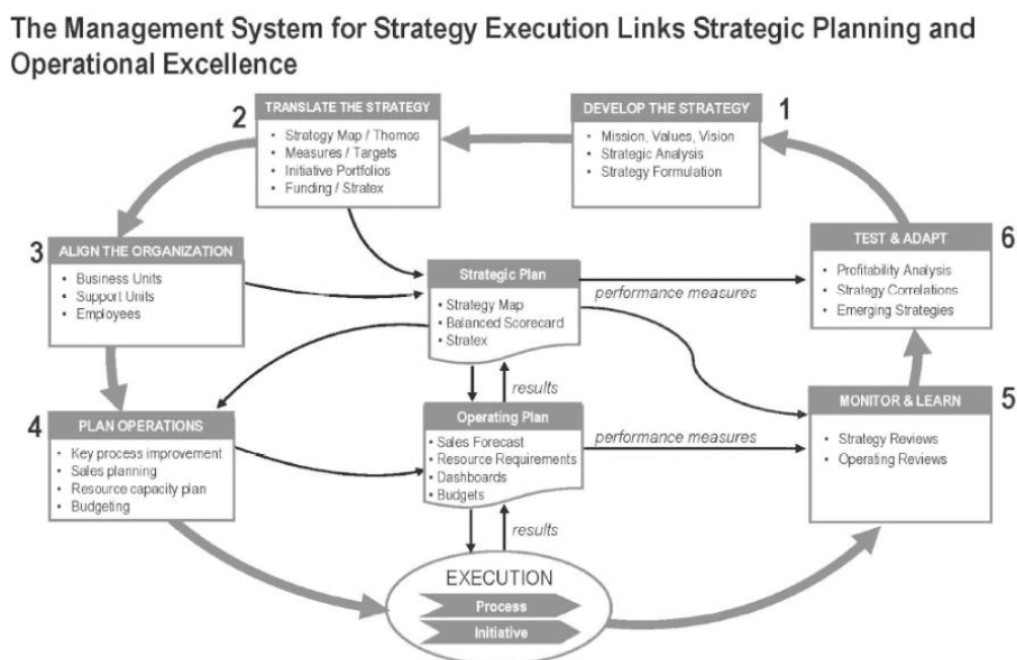 The Management System for Strategy Execution Links Strategic Planning and
Operational Excellence
2
TRANSLATE THE STRATEGY
• Strategy Map / Themes
• Measures / Targets
• Initiative Portfolios
• Funding / Stratex
DEVELOP THE STRATEGY
1
• Mission, Values, Vision
• Strategic Analysis
• Strategy Formulation
3
ALIGN THE ORGANIZATION
• Business Units
• Support Units
• Employees
Strategic Plan
• Strategy Map
• Balanced Scorecard
• Stratex
performance measures
TEST & ADAPT
6
• Profitability Analysis
• Strategy Correlations
• Emerging Strategies
results
4
PLAN OPERATIONS
• Key process improvement
• Sales planning
• Resource capacity plan
• Budgeting
Operating Plan
• Sales Forecast
• Resource Requirements
• Dashboards
• Budgets
performance measures
MONITOR & LEARN
5
• Strategy Reviews
• Operating Reviews
results
EXECUTION
Process
Initiative